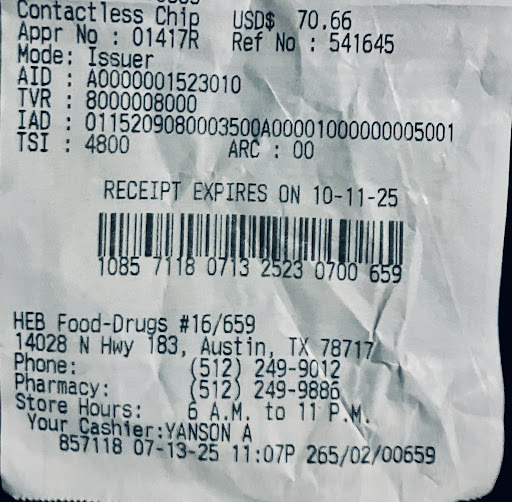 Contactless Chip USD$ 70.66
Appr No : 01417R Ref No : 541645
Mode: Issuer
AID : A0000001523010
TVR : 8000008000
IAD : 0115209080003500A00001000000005001
TSI : 4800 ARC : 00
RECEIPT EXPIRES ON 10-11-25
1085 7118 0713 2523 0700 659
HEB Food-Drugs #16/659
14028 N Hwy 183, Austin, TX 78717
Phone: (512) 249-9012
Pharmacy: (512) 249-9886
Store Hours: 6 A.M. to 11 P.M.
Your Cashier:YANSON A
857118 07-13-25 11:07P 265/02/00659